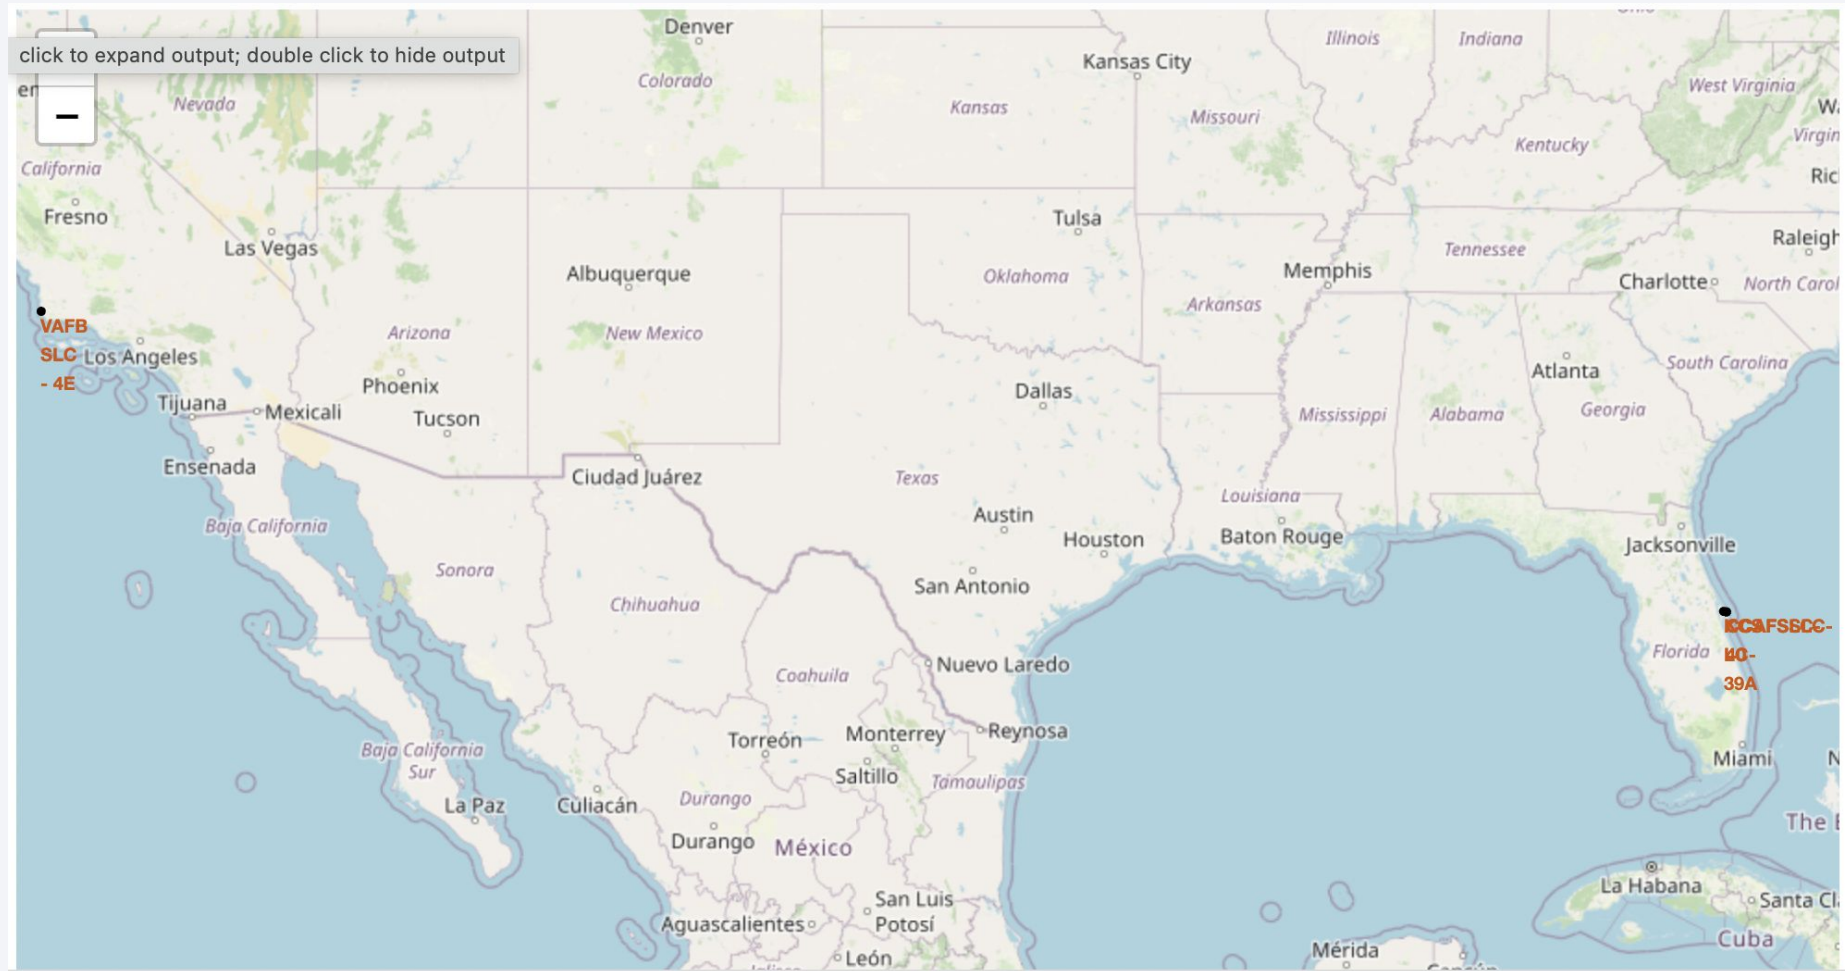 Denver
click to expand output; double click to hide output
Kansas City
Illinois
Indiana
Colorado
West Virginia
Nevada
Kansas
Missouri
−
Kentucky
California
Fresno
Tulsa
Las Vegas
Raleigh
Tennessee
Albuquerque
Oklahoma
Memphis
Charlotte
Arkansas
VAFB
SLC
- 4E
Arizona
New Mexico
Los Angeles
South Carolina
Atlanta
Phoenix
Dallas
Tijuana
Mexicali
Tucson
Mississippi
Alabama
Georgia
Ensenada
Ciudad Juárez
Texas
Louisiana
Austin
Baja California
Baton Rouge
Houston
Jacksonville
Sonora
San Antonio
Chihuahua
Florida
39A
Nuevo Laredo
Coahuila
Reynosa
Torreón
Monterrey
Baja California
Sur
Miami
Saltillo
Tamaulipas
La Paz
Culiacán
Durango
Durango
México
The
La Habana
San Luis
Potosí
Santa Cl
Aguascalientes
Cuba
Mérida
León